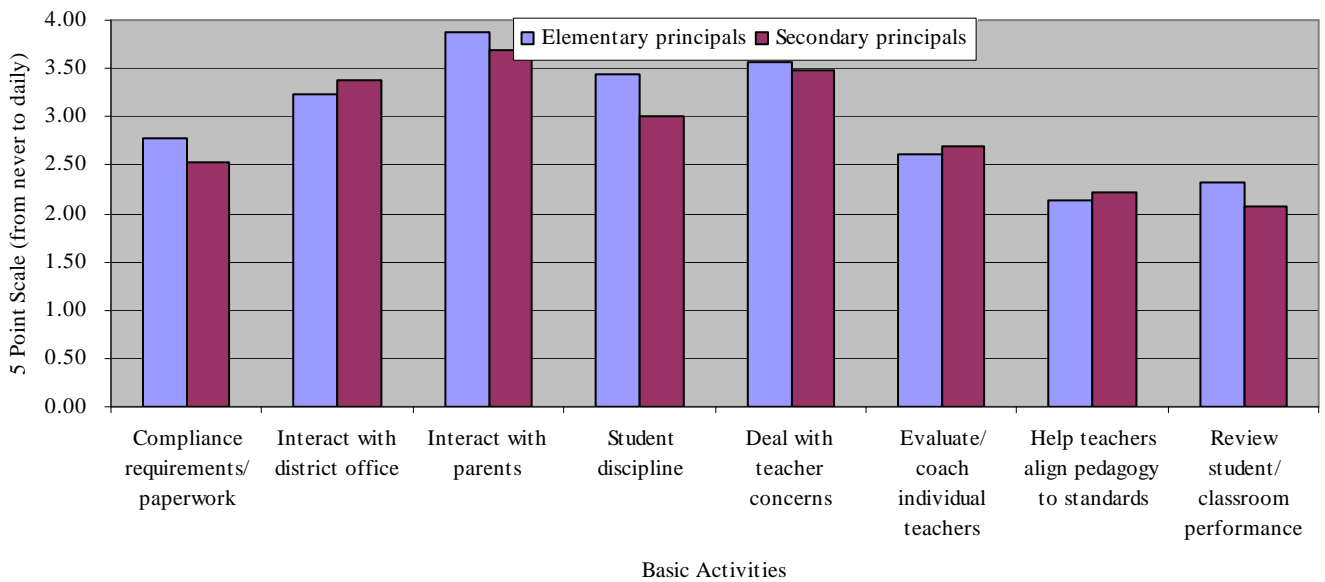 4.00
3.50
3.00
2.50
2.00
1.50
1.00
0.50
0.00
5 Point Scale (from never to daily)
Elementary principals Secondary principals
Compliance requirements/ paperwork
Interact with district office
Interact with parents
Student discipline
Deal with teacher concerns
Evaluate/ coach individual teachers
Help teachers align pedagogy to standards
Review student/ classroom performance
Basic Activities